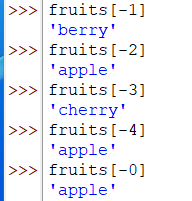 >>> fruits[-1]
'berry'
>>> fruits[-2]
'apple'
>>> fruits[-3]
'cherry'
>>> fruits[-4]
'apple'
>>> fruits[-0]
'apple'